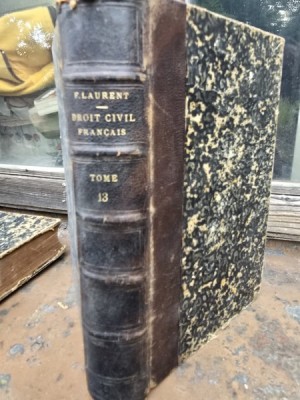 F. LAURENT
DROIT CIVIL
FRANÇAIS
TOME
13